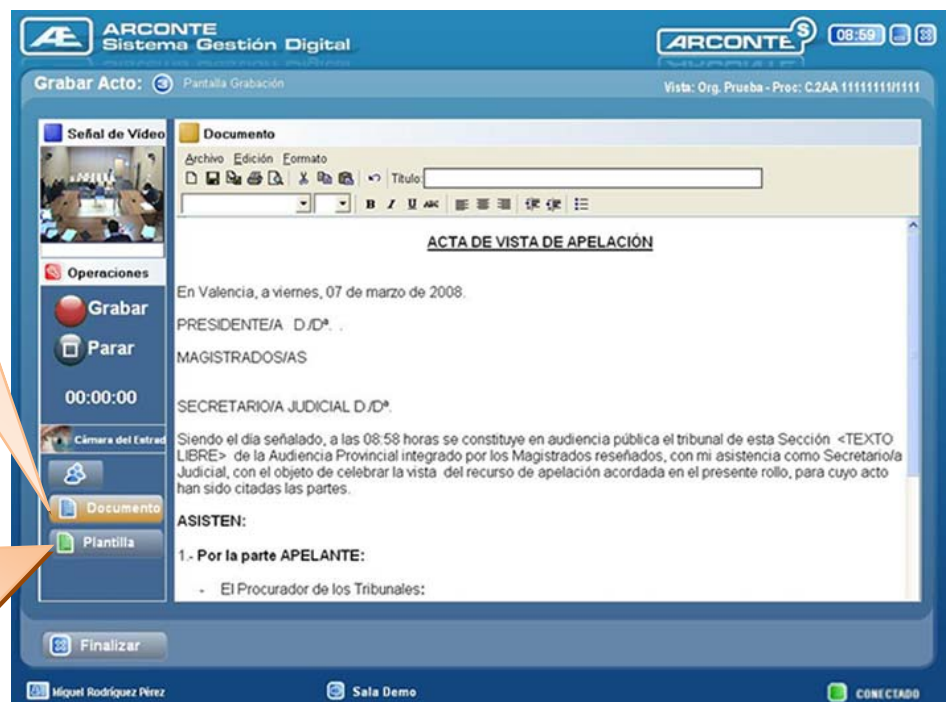 ARCONTE
Sistema Gestión Digital
ARCONTE S
08:59
Grabar Acto: 3 Pantalla Grabación
Vista: Org. Prueba - Proc: C.2AA 11111111/1111
Señal de Vídeo
Documento
Archivo Edición Formato
Título:
B I U ABC
ACTA DE VISTA DE APELACIÓN
En Valencia, a viernes, 07 de marzo de 2008.
PRESIDENTE/A D./Dª. .
MAGISTRADOS/AS
SECRETARIO/A JUDICIAL D./Dª.
Siendo el día señalado, a las 08:58 horas se constituye en audiencia pública el tribunal de esta Sección <TEXTO
LIBRE> de la Audiencia Provincial integrado por los Magistrados reseñados, con mi asistencia como Secretario/a
Judicial, con el objeto de celebrar la vista del recurso de apelación acordada en el presente rollo, para cuyo acto
han sido citadas las partes.
ASISTEN:
1.- Por la parte APELANTE:
- El Procurador de los Tribunales:
Operaciones
Grabar
Parar
00:00:00
Cámara del Estrad
Documento
Plantilla
Finalizar
Miguel Rodríguez Pérez
Sala Demo
CONECTADO